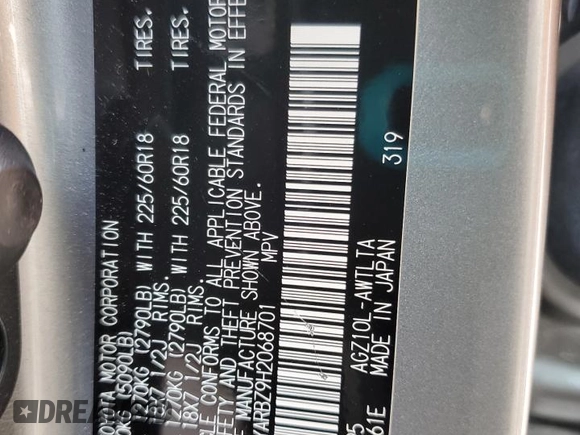 OTA MOTOR CORPORATION
0KG (5090LB)
270KG (2790LB) WITH 225/60R18 TIRES.
18X7 1/2J RIMS.
1270KG (2790LB) WITH 225/60R18 TIRES.
18X7 1/2J RIMS.
CLE CONFORMS TO ALL APPLICABLE FEDERAL MOTOR
FETY AND THEFT PREVENTION STANDARDS IN EFFE
MANUFACTURE SHOWN ABOVE.
ARBZ9H2068701 MPV
AGZ10L-AWTLTA
61E MADE IN JAPAN
319